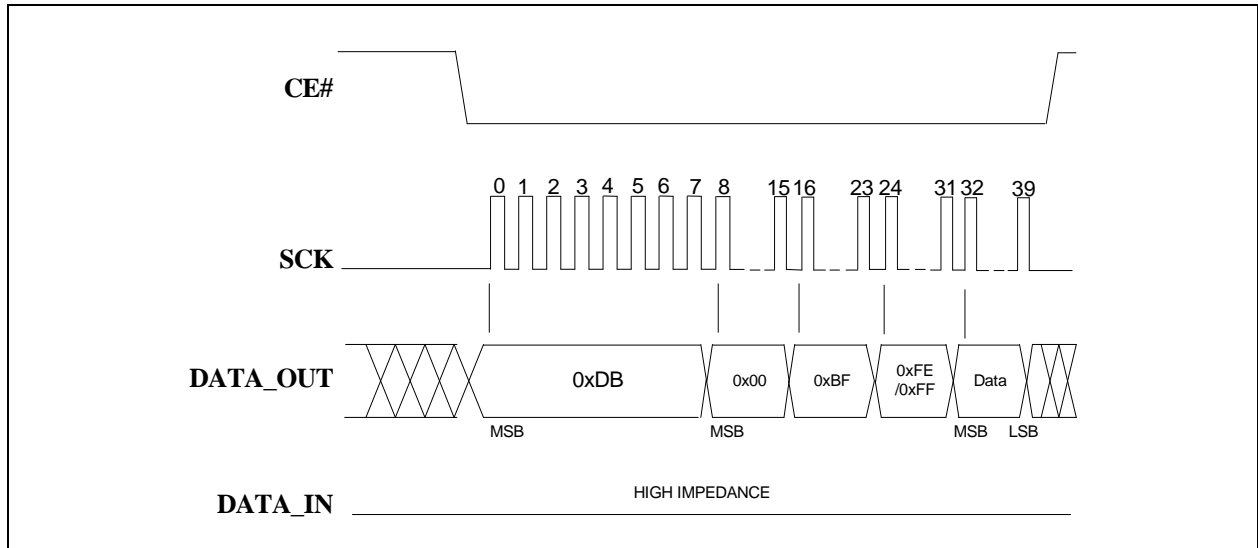 CE#
0 1 2 3 4 5 6 7 8 15 16 23 24 31 32 39
SCK
DATA_OUT
0xDB
0x00
0xBF
0xFE
/0xFF
Data
MSB MSB MSB LSB
HIGH IMPEDANCE
DATA_IN